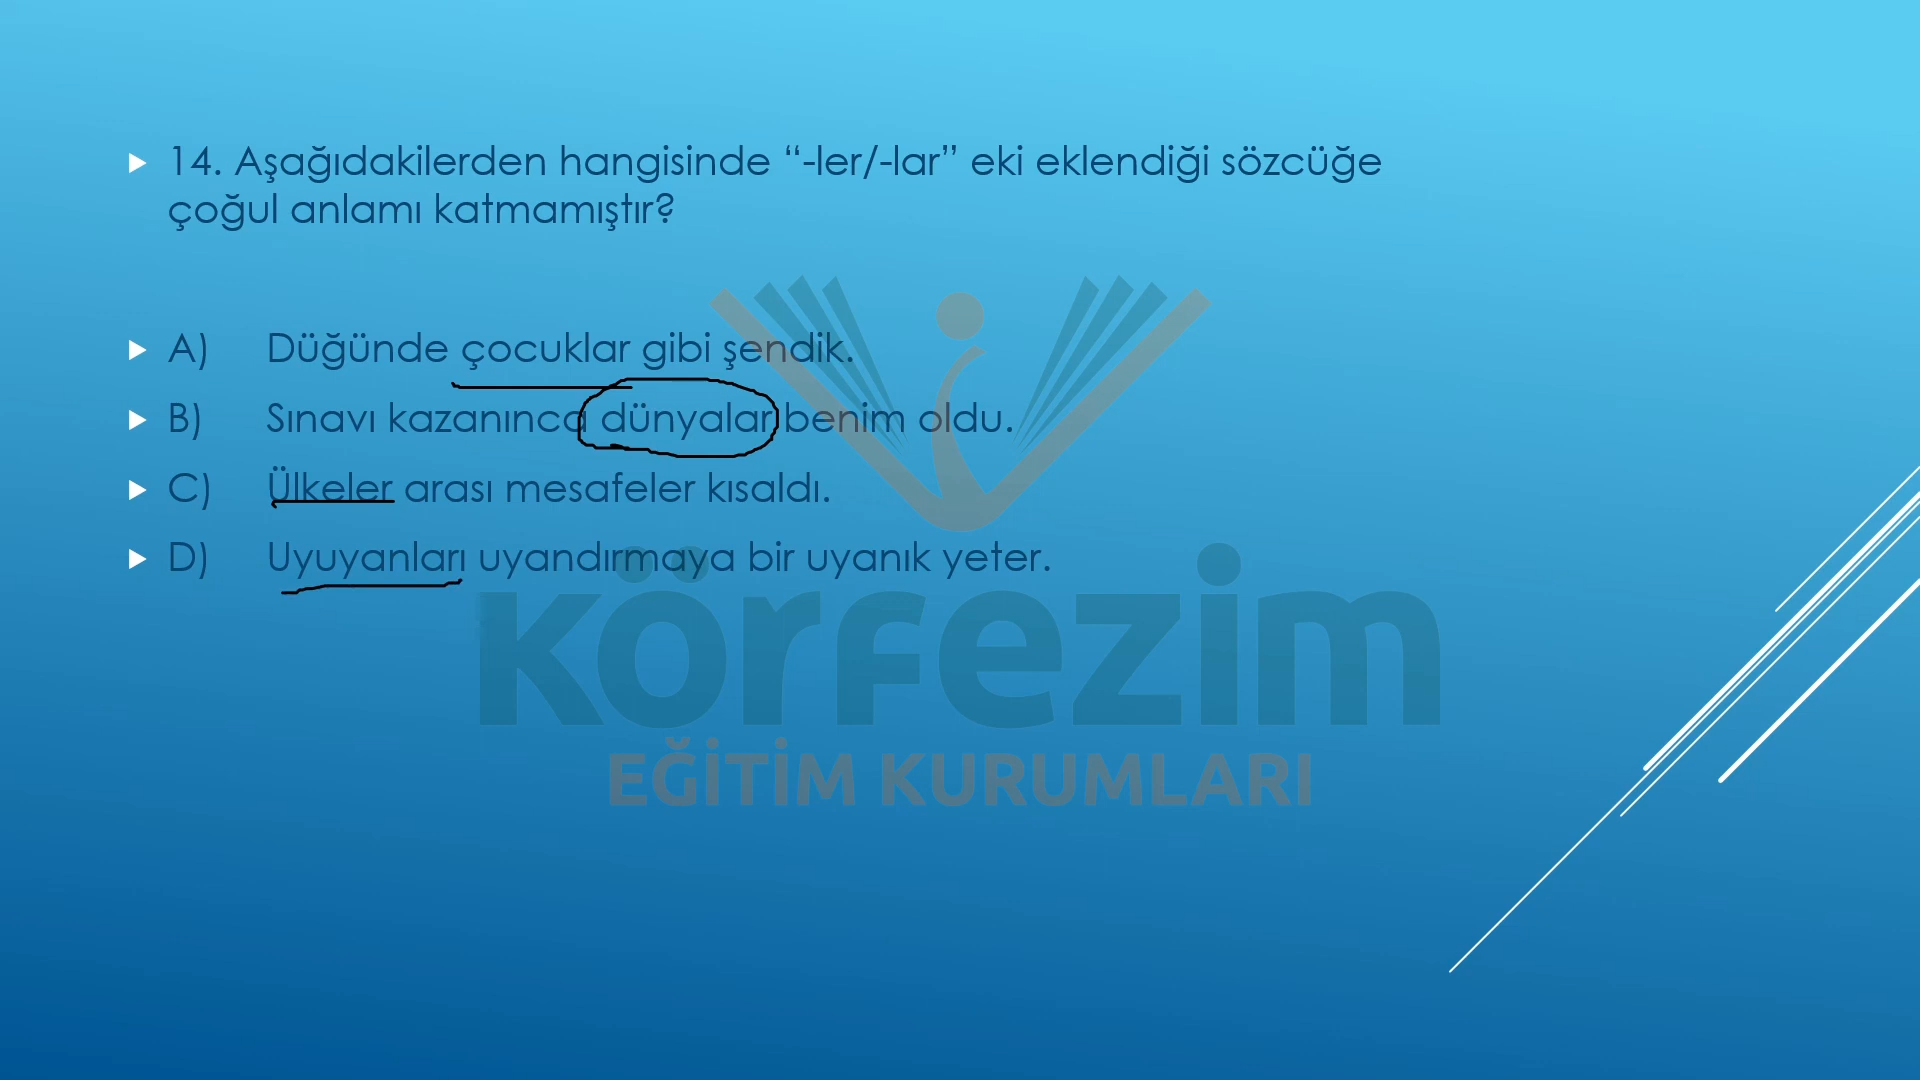 14. Aşağıdakilerden hangisinde “-ler/-lar” eki eklendiği sözcüğe
çoğul anlamı katmamıştır?
A) Düğünde çocuklar gibi şendik.
B) Sınavı kazanınca dünyalar benim oldu.
C) Ülkeler arası mesafeler kısaldı.
D) Uyuyanları uyandırmaya bir uyanık yeter.
körfezim
EĞİTİM KURUMLARI